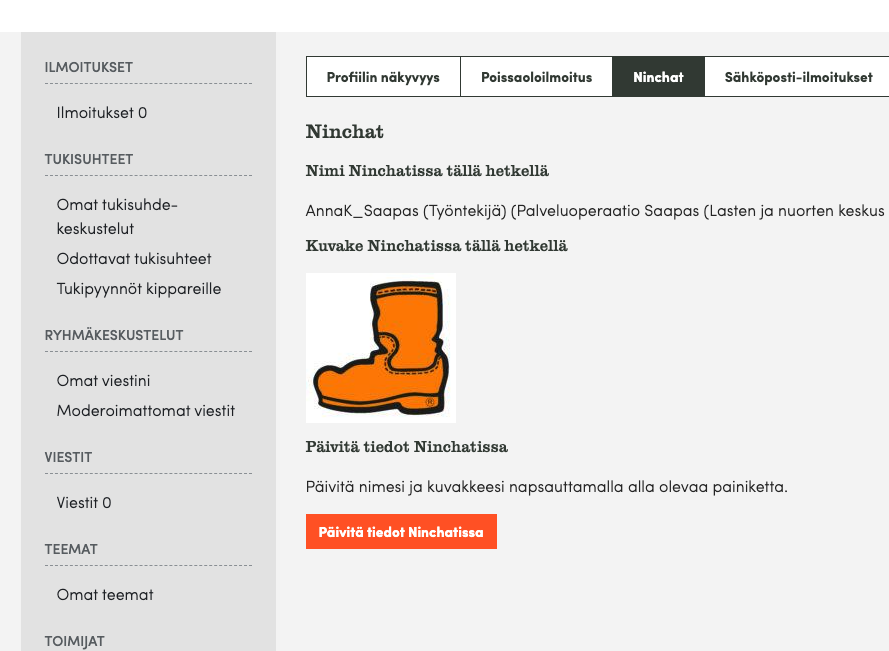 ILMOITUKSET
Ilmoitukset 0
TUKISUHTEET
Omat tukisuhde-
keskustelut
Odottavat tukisuhteet
Tukipyynnöt kippareille
RYHMÄKESKUSTELUT
Omat viestini
Moderoimattomat viestit
VIESTIT
Viestit 0
TEEMAT
Omat teemat
TOIMIJAT
Profiilin näkyvyys
Poissaoloilmoitus
Ninchat
Sähköposti-ilmoitukset
Ninchat
Nimi Ninchatissa tällä hetkellä
AnnaK_Saapas (Työntekijä) (Palveluoperaatio Saapas (Lasten ja nuorten keskus
Kuvake Ninchatissa tällä hetkellä
Päivitä tiedot Ninchatissa
Päivitä nimesi ja kuvakkeesi napsauttamalla alla olevaa painiketta.
Päivitä tiedot Ninchatissa